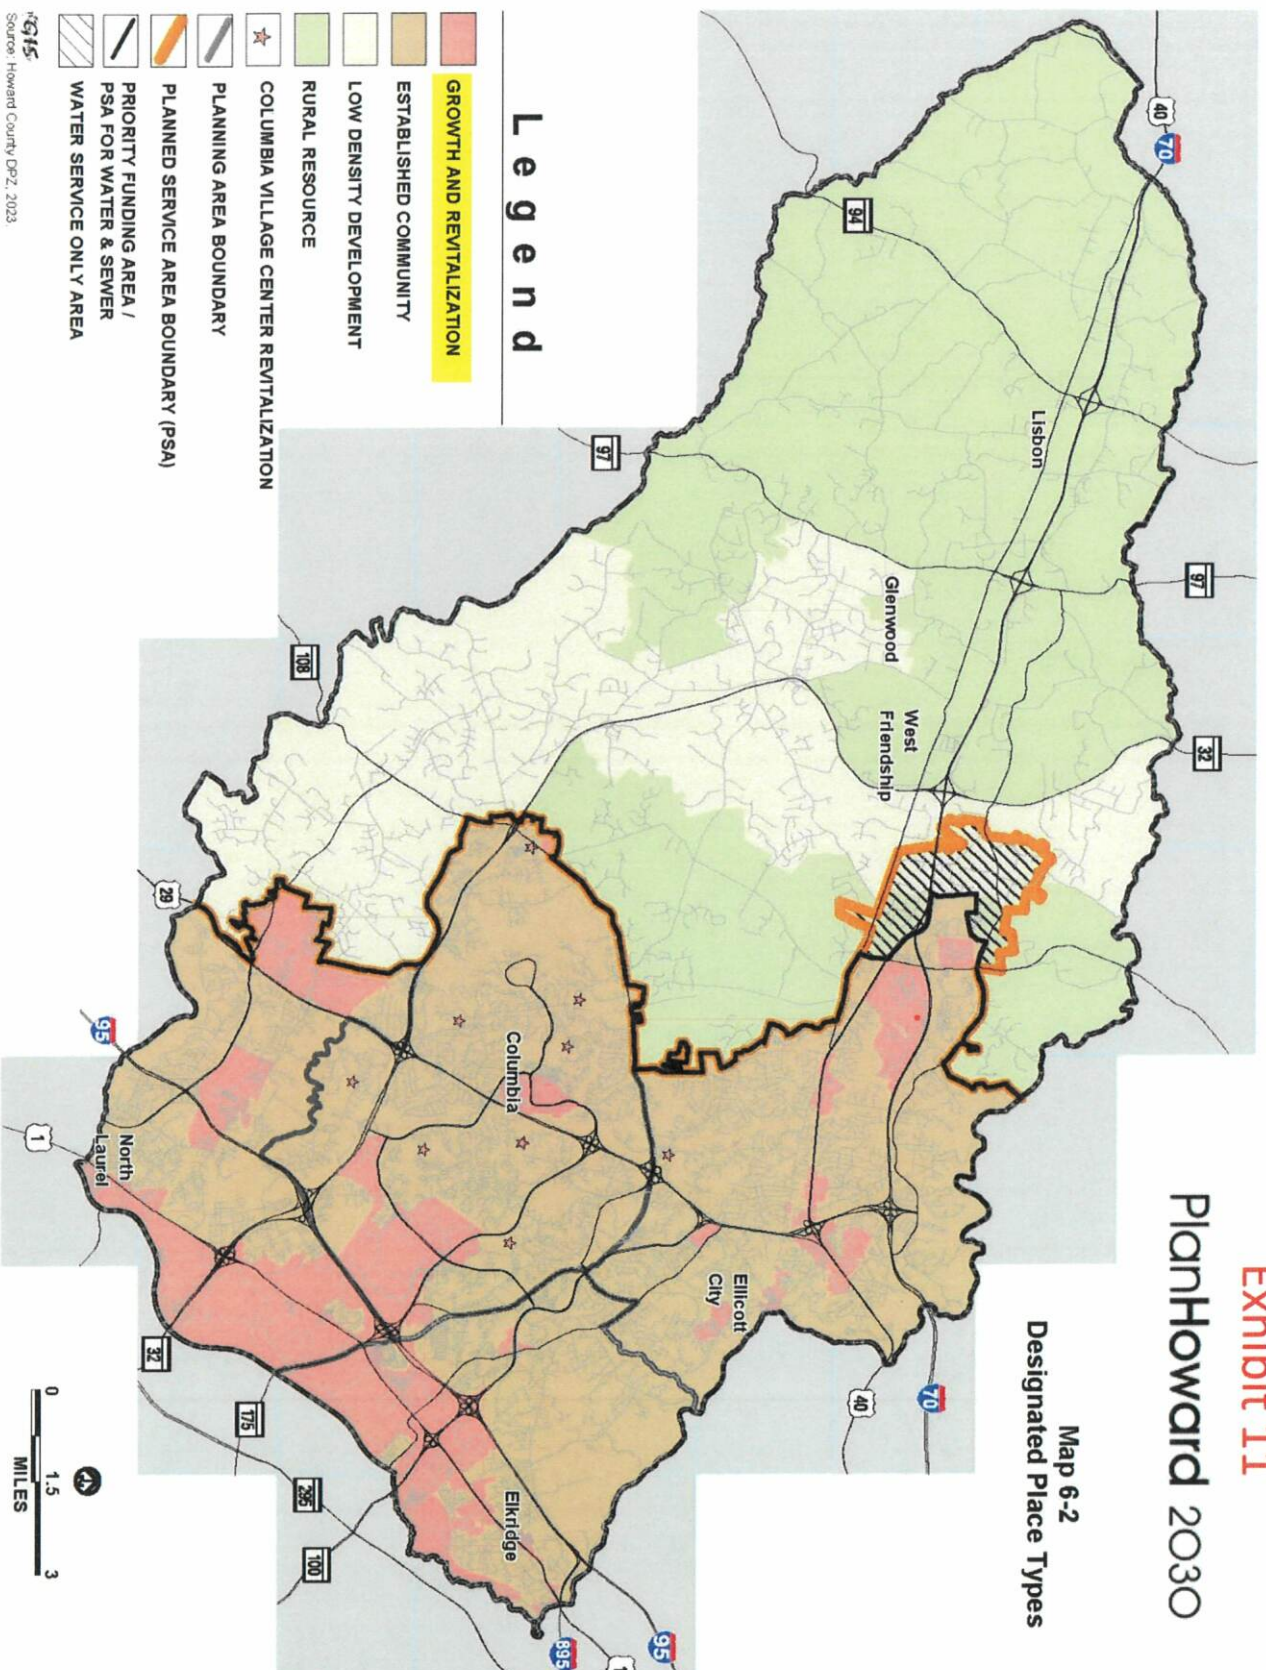 Exhibit 11
PlanHoward 2030
Map 6-2
Designated Place Types
40
70
94
Lisbon
97
97
Glenwood
32
West
Friendship
108
29
95
Columbia
1
North
Laurel
Ellicott
City
70
40
32
175
295
100
Elkridge
95
895
1
Legend
GROWTH AND REVITALIZATION
ESTABLISHED COMMUNITY
LOW DENSITY DEVELOPMENT
RURAL RESOURCE
COLUMBIA VILLAGE CENTER REVITALIZATION
PLANNING AREA BOUNDARY
PLANNED SERVICE AREA BOUNDARY (PSA)
PRIORITY FUNDING AREA /
PSA FOR WATER & SEWER
WATER SERVICE ONLY AREA
Source: Howard County DPZ, 2023.
0 1.5 3
MILES